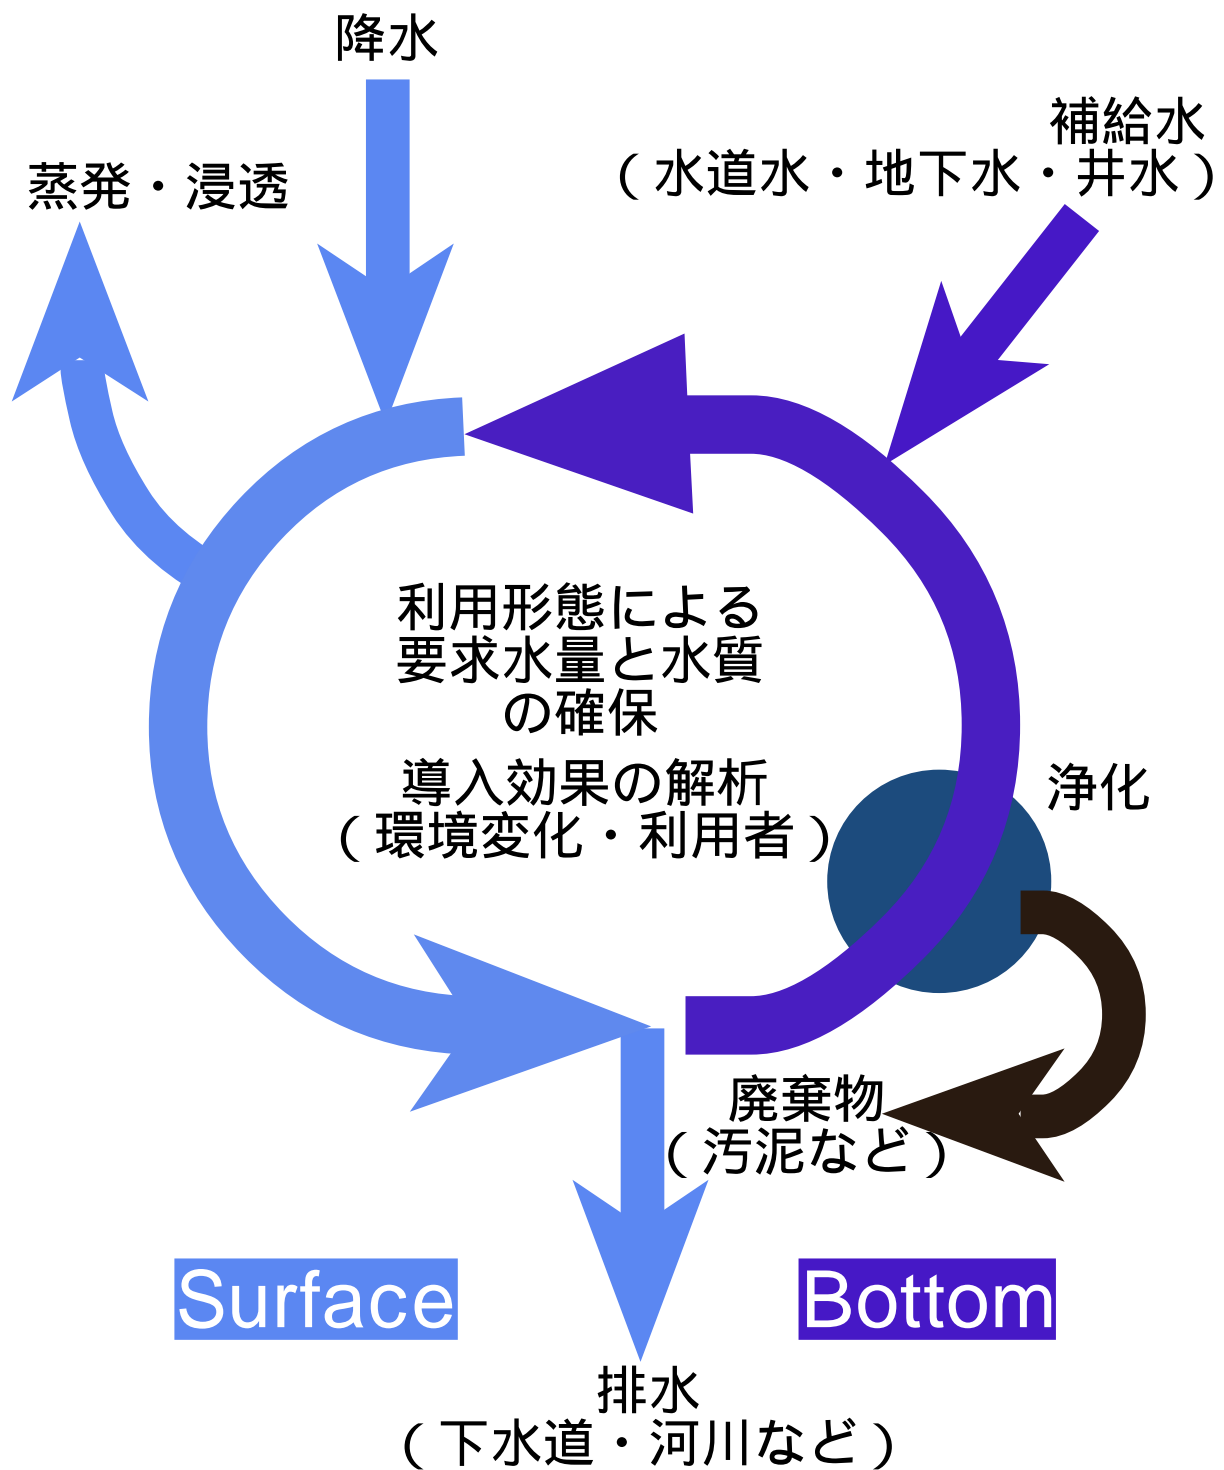 降水
補給水
（水道水・地下水・井水）
蒸発・浸透
利用形態による
要求水量と水質
の確保
導入効果の解析
（環境変化・利用者）
浄化
廃棄物
（汚泥など）
Surface
Bottom
排水
（下水道・河川など）